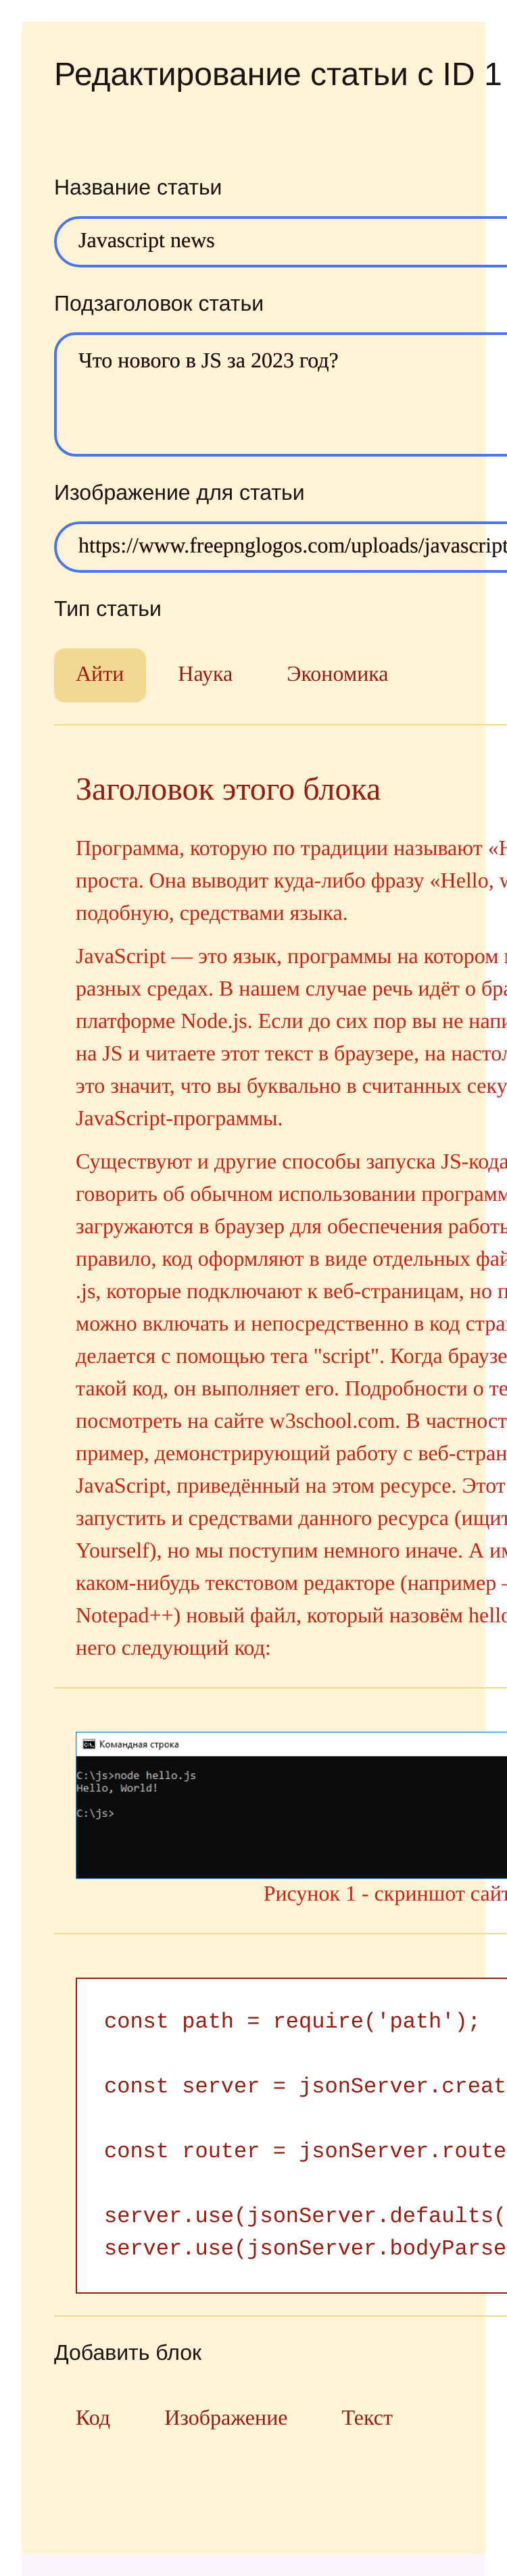 Редактирование статьи с ID 1
Название статьи
Javascript news
Подзаголовок статьи
Что нового в JS за 2023 год?
Изображение для статьи
https://www.freepnglogos.com/uploads/javascript
Тип статьи
Айти Наука Экономика
Заголовок этого блока
Программа, которую по традиции называют «H
проста. Она выводит куда-либо фразу «Hello, w
подобную, средствами языка.
JavaScript — это язык, программы на котором
разных средах. В нашем случае речь идёт о бра
платформе Node.js. Если до сих пор вы не напи
на JS и читаете этот текст в браузере, на настол
это значит, что вы буквально в считанных секу
JavaScript-программы.
Существуют и другие способы запуска JS-кода
говорить об обычном использовании программ
загружаются в браузер для обеспечения работы
правило, код оформляют в виде отдельных фай
.js, которые подключают к веб-страницам, но п
можно включать и непосредственно в код стра
делается с помощью тега "script". Когда браузе
такой код, он выполняет его. Подробности о те
посмотреть на сайте w3school.com. В частност
пример, демонстрирующий работу с веб-стран
JavaScript, приведённый на этом ресурсе. Этот
запустить и средствами данного ресурса (ищит
Yourself), но мы поступим немного иначе. А им
каком-нибудь текстовом редакторе (например –
Notepad++) новый файл, который назовём hello
него следующий код:
Командная строка
C:\js>node hello.js
Hello, World!
C:\js>
Рисунок 1 - скриншот сайт
const path = require('path');
const server = jsonServer.creat
const router = jsonServer.route
server.use(jsonServer.defaults(
server.use(jsonServer.bodyParse
Добавить блок
Код Изображение Текст